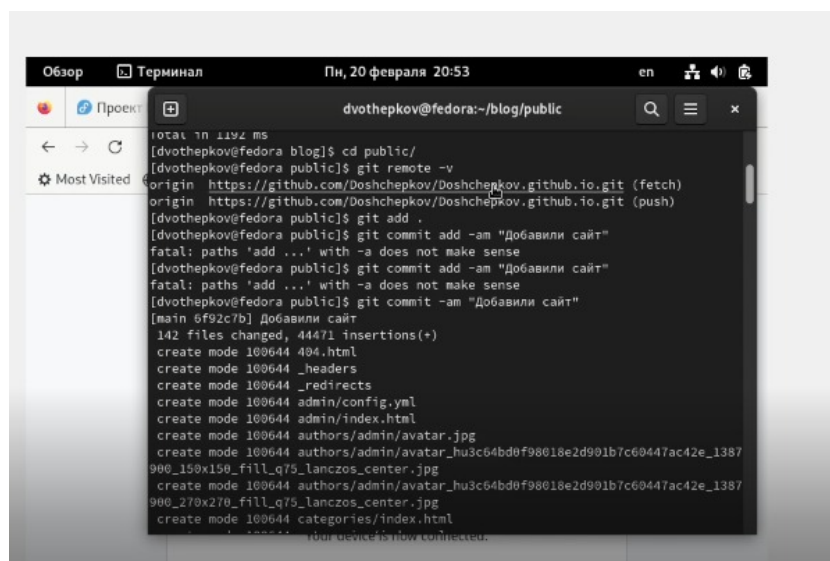 Обзор Терминал Пн, 20 февраля 20:53 en
Проект
dvothepkov@fedora:~/blog/public
Most Visited
Total in 1192 ms
[dvothepkov@fedora blog]$ cd public/
[dvothepkov@fedora public]$ git remote -v
origin https://github.com/Doshchepkov/Doshchepkov.github.io.git (fetch)
origin https://github.com/Doshchepkov/Doshchepkov.github.io.git (push)
[dvothepkov@fedora public]$ git add .
[dvothepkov@fedora public]$ git commit add -am "Добавили сайт"
fatal: paths 'add ...' with -a does not make sense
[dvothepkov@fedora public]$ git commit add -am "Добавили сайт"
fatal: paths 'add ...' with -a does not make sense
[dvothepkov@fedora public]$ git commit -am "Добавили сайт"
[main 6f92c7b] Добавили сайт
142 files changed, 44471 insertions(+)
create mode 100644 404.html
create mode 100644 _headers
create mode 100644 _redirects
create mode 100644 admin/config.yml
create mode 100644 admin/index.html
create mode 100644 authors/admin/avatar.jpg
create mode 100644 authors/admin/avatar_hu3c64bd0f98018e2d901b7c60447ac42e_1387
900_150x150_fill_q75_lanczos_center.jpg
create mode 100644 authors/admin/avatar_hu3c64bd0f98018e2d901b7c60447ac42e_1387
900_270x270_fill_q75_lanczos_center.jpg
create mode 100644 categories/index.html
Your device is now connected.